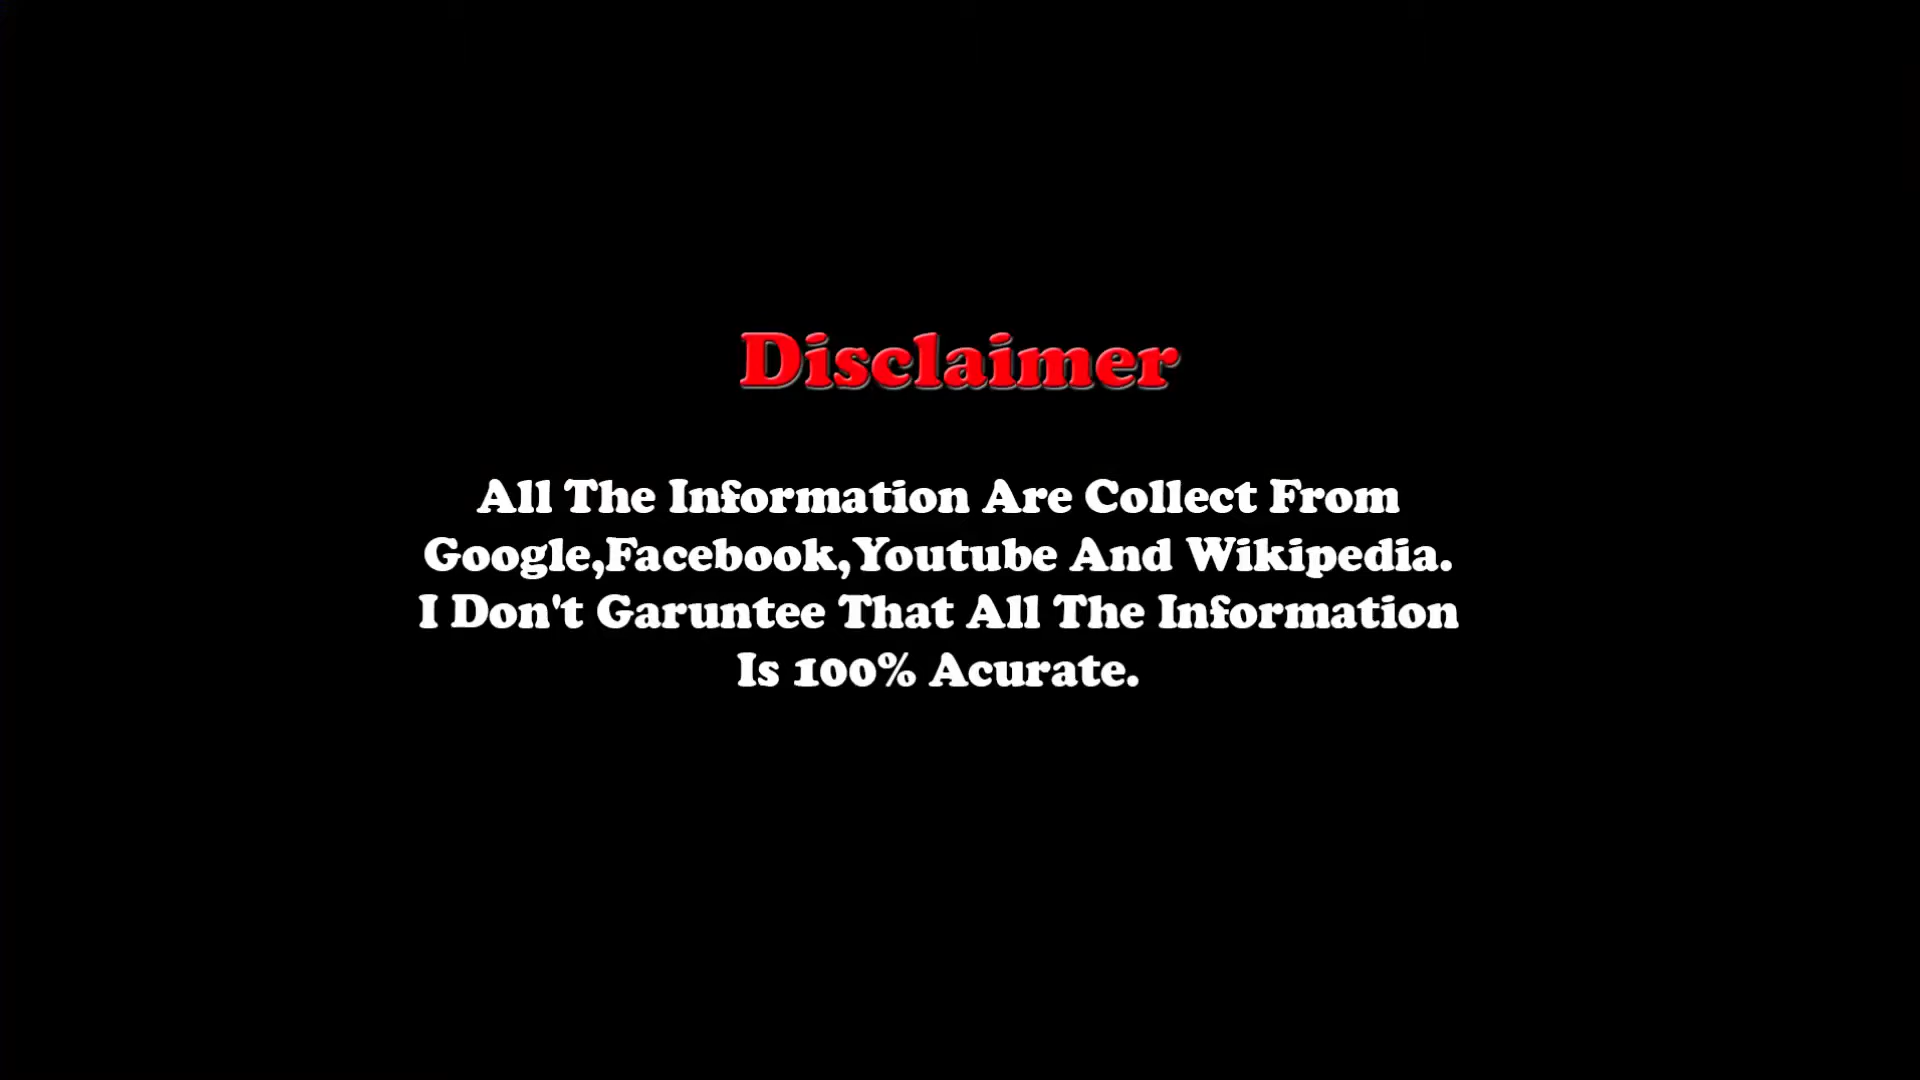 Disclaimer
All The Information Are Collect From
Google,Facebook,Youtube And Wikipedia.
I Don't Garuntee That All The Information
Is 100% Acurate.